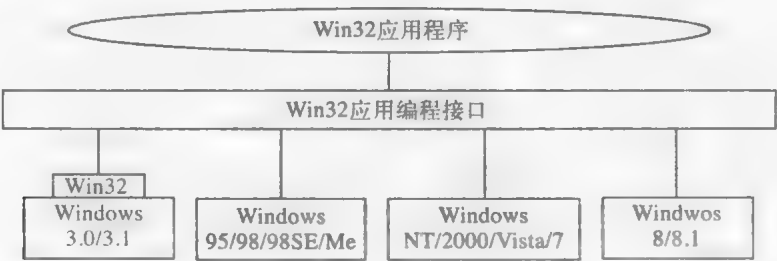 Win32应用程序
Win32应用编程接口
Win32
Windows
3.0/3.1
Windows
95/98/98SE/Me
Windows
NT/2000/Vista/7
Windwos
8/8.1